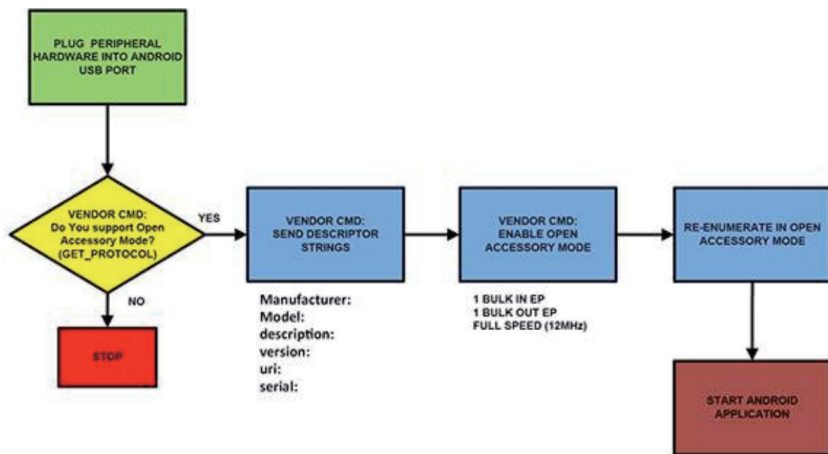 PLUG PERIPHERAL
HARDWARE INTO ANDROID
USB PORT
VENDOR CMD:
Do You support Open
Accessory Mode?
(GET_PROTOCOL)
YES
NO
STOP
VENDOR CMD:
SEND DESCRIPTOR
STRINGS
Manufacturer:
Model:
description:
version:
uri:
serial:
VENDOR CMD:
ENABLE OPEN
ACCESSORY MODE
1 BULK IN EP
1 BULK OUT EP
FULL SPEED (12MHz)
RE-ENUMERATE IN OPEN
ACCESSORY MODE
START ANDROID
APPLICATION